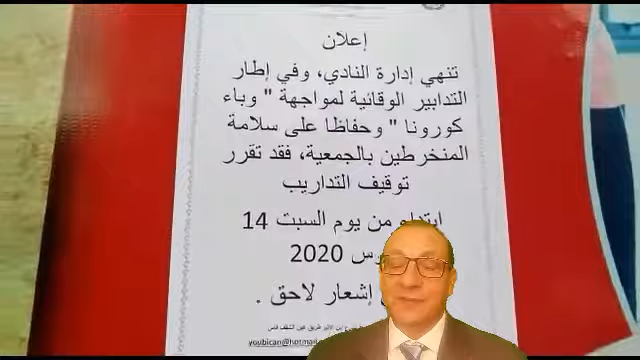 إعلان
تنهي إدارة النادي، وفي إطار
التدابير الوقائية لمواجهة " وباء
كورونا " وحفاظا على سلامة
المنخرطين بالجمعية، فقد تقرر
توقيف التداريب
ابتداء من يوم السبت 14
2020
إشعار لاحق .